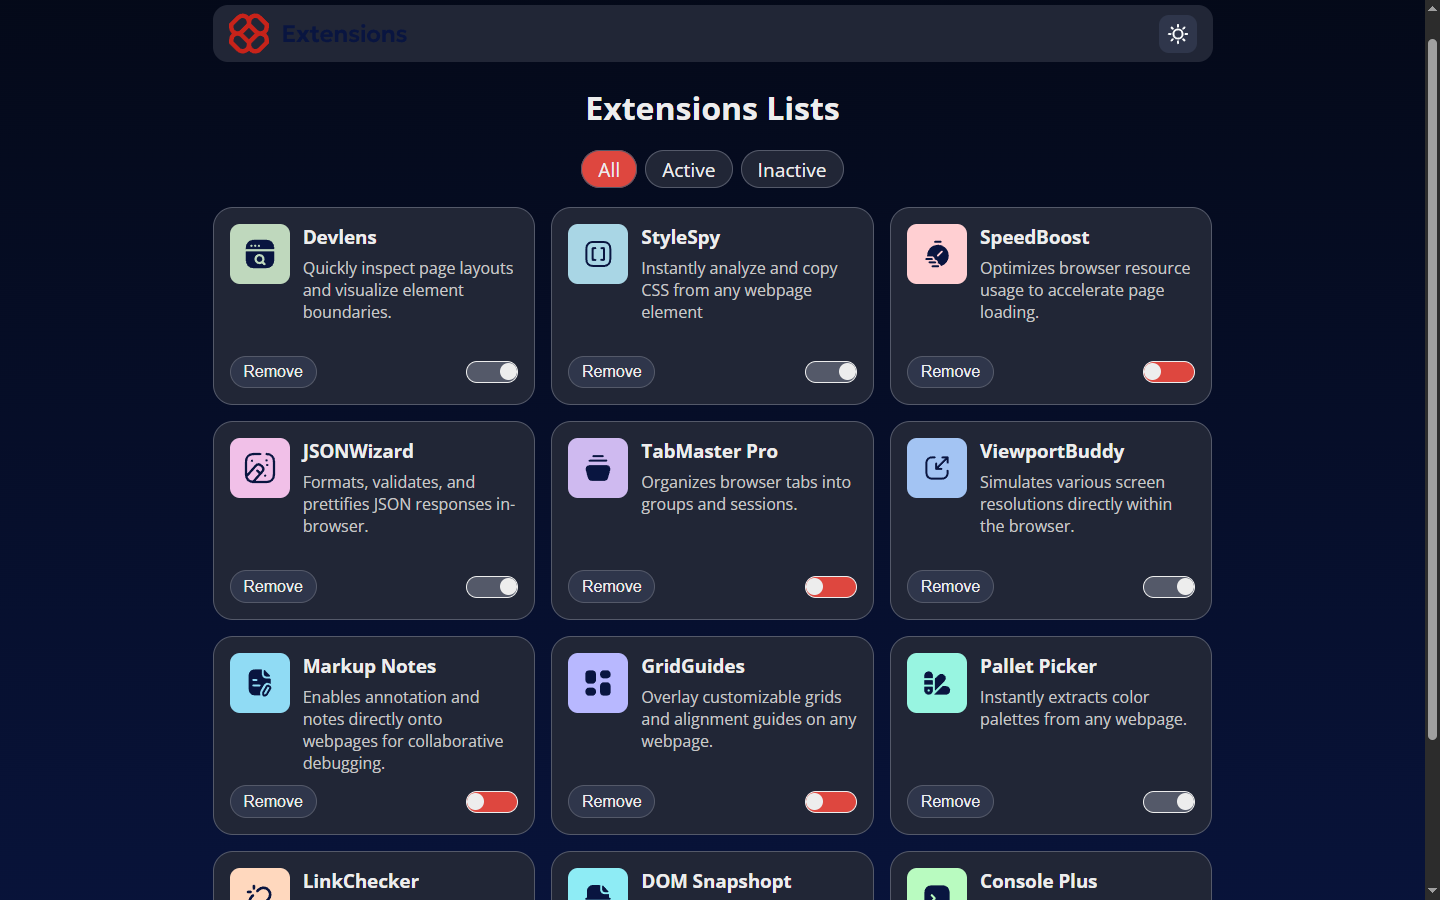 Extensions
Extensions Lists
All
Active
Inactive
Devlens
Quickly inspect page layouts
and visualize element
boundaries.
Remove
StyleSpy
Instantly analyze and copy
CSS from any webpage
element
Remove
SpeedBoost
Optimizes browser resource
usage to accelerate page
loading.
Remove
JSONWizard
Formats, validates, and
prettifies JSON responses in-
browser.
Remove
TabMaster Pro
Organizes browser tabs into
groups and sessions.
Remove
ViewportBuddy
Simulates various screen
resolutions directly within
the browser.
Remove
Markup Notes
Enables annotation and
notes directly onto
webpages for collaborative
debugging.
Remove
GridGuides
Overlay customizable grids
and alignment guides on any
webpage.
Remove
Pallet Picker
Instantly extracts color
palettes from any webpage.
Remove
LinkChecker
DOM Snapshopt
Console Plus